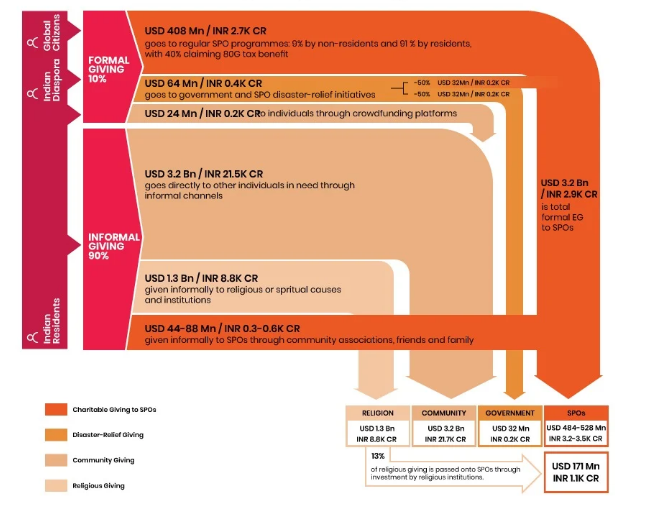 Global
Citizens
Indian
Diaspora
Indian
Residents
FORMAL
GIVING
10%
INFORMAL
GIVING
90%
USD 408 Mn / INR 2.7K CR
goes to regular SPO programmes: 9% by non-residents and 91 % by residents,
with 40% claiming 80G tax benefit
USD 64 Mn / INR 0.4K CR
goes to government and SPO disaster-relief initiatives
~50% USD 32Mn / INR 0.2K CR
~50% USD 32Mn / INR 0.2K CR
USD 24 Mn / INR 0.2K CRo individuals through crowdfunding platforms
USD 3.2 Bn / INR 21.5K CR
goes directly to other individuals in need through
informal channels
USD 1.3 Bn / INR 8.8K CR
given informally to religious or spritual causes
and institutions
USD 44-88 Mn / INR 0.3-0.6K CR
given informally to SPOs through community associations, friends and family
USD 3.2 Bn
/ INR 2.9K CR
is total
formal EG
to SPOs
Charitable Giving to SPOs
Disaster-Relief Giving
Community Giving
Religious Giving
RELIGION
USD 1.3 Bn
INR 8.8K CR
COMMUNITY
USD 3.2 Bn
INR 21.7K CR
GOVERNMENT
USD 32 Mn
INR 0.2K CR
SPOs
USD 484-528 Mn
INR 3.2-3.5K CR
13%
of religious giving is passed onto SPOs through
investment by religious institutions.
USD 171 Mn
INR 1.1K CR